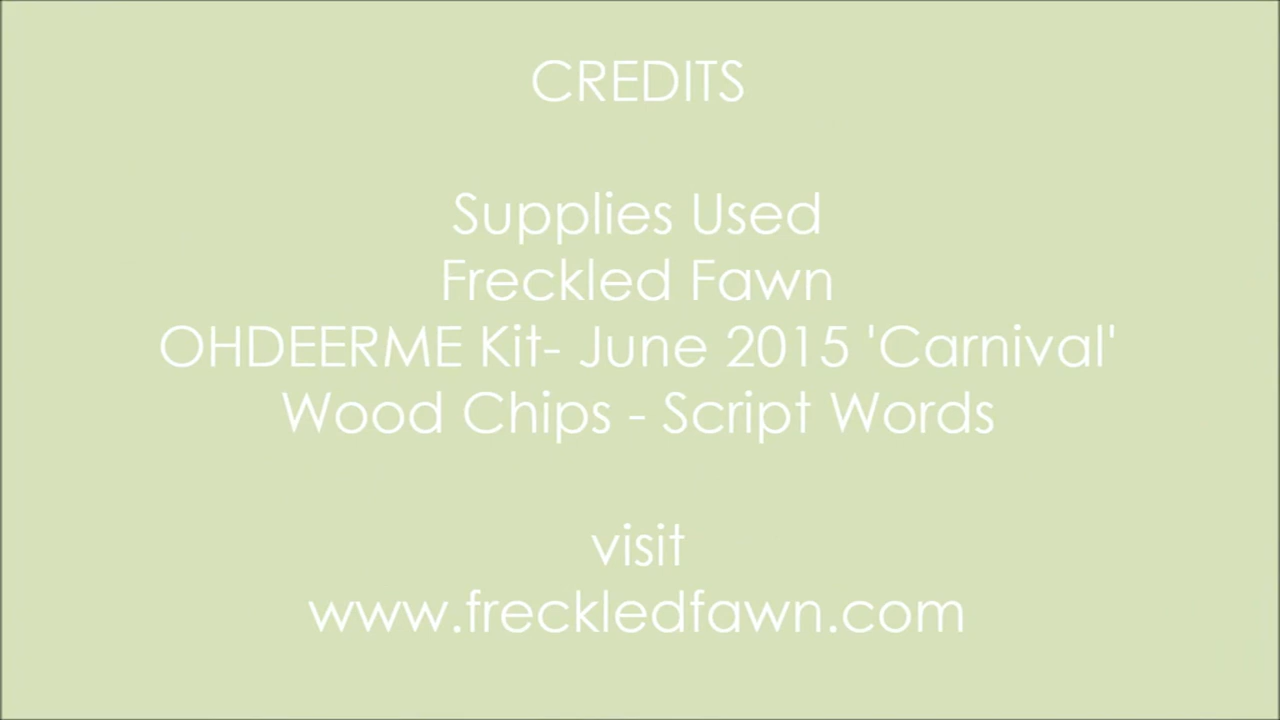 CREDITS
Supplies Used
Freckled Fawn
OHDEERME Kit- June 2015 'Carnival'
Wood Chips - Script Words
visit
www.freckledfawn.com